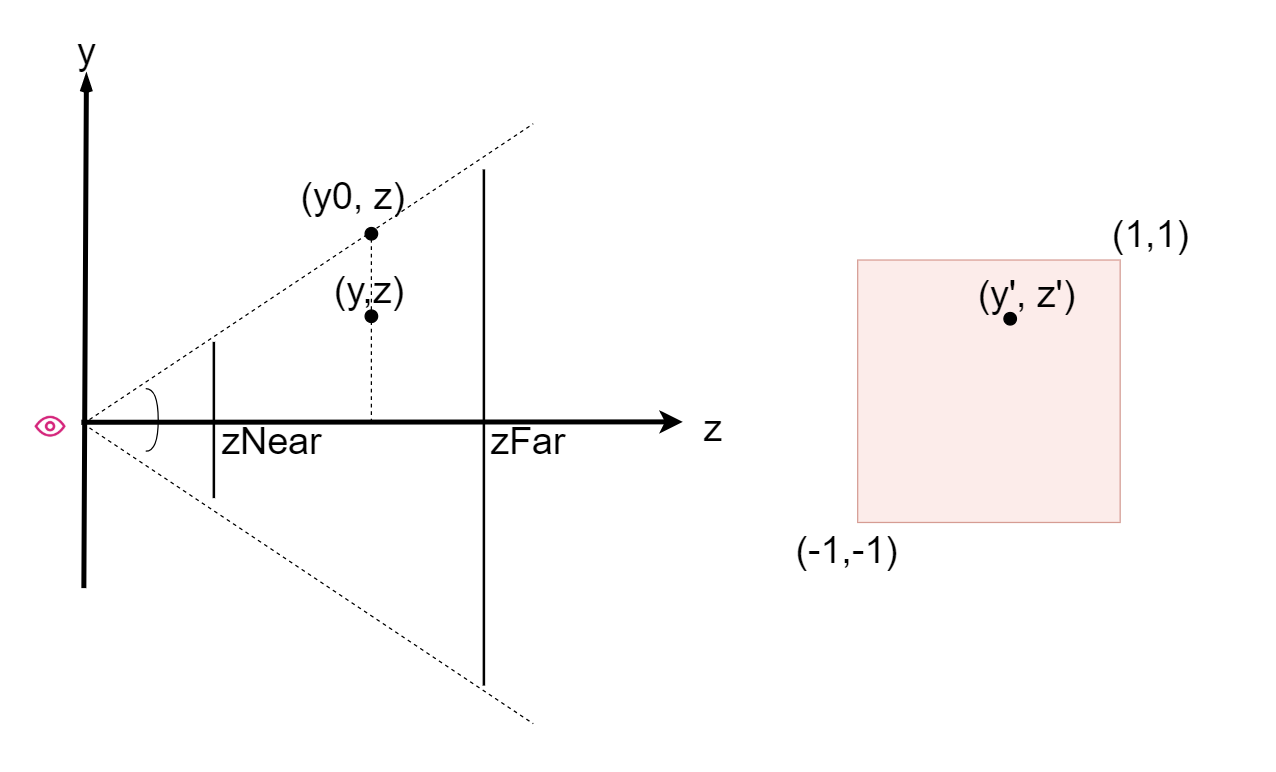 y
(y0, z)
(y,z)
zNear
zFar
z
(1,1)
(y', z')
(-1,-1)